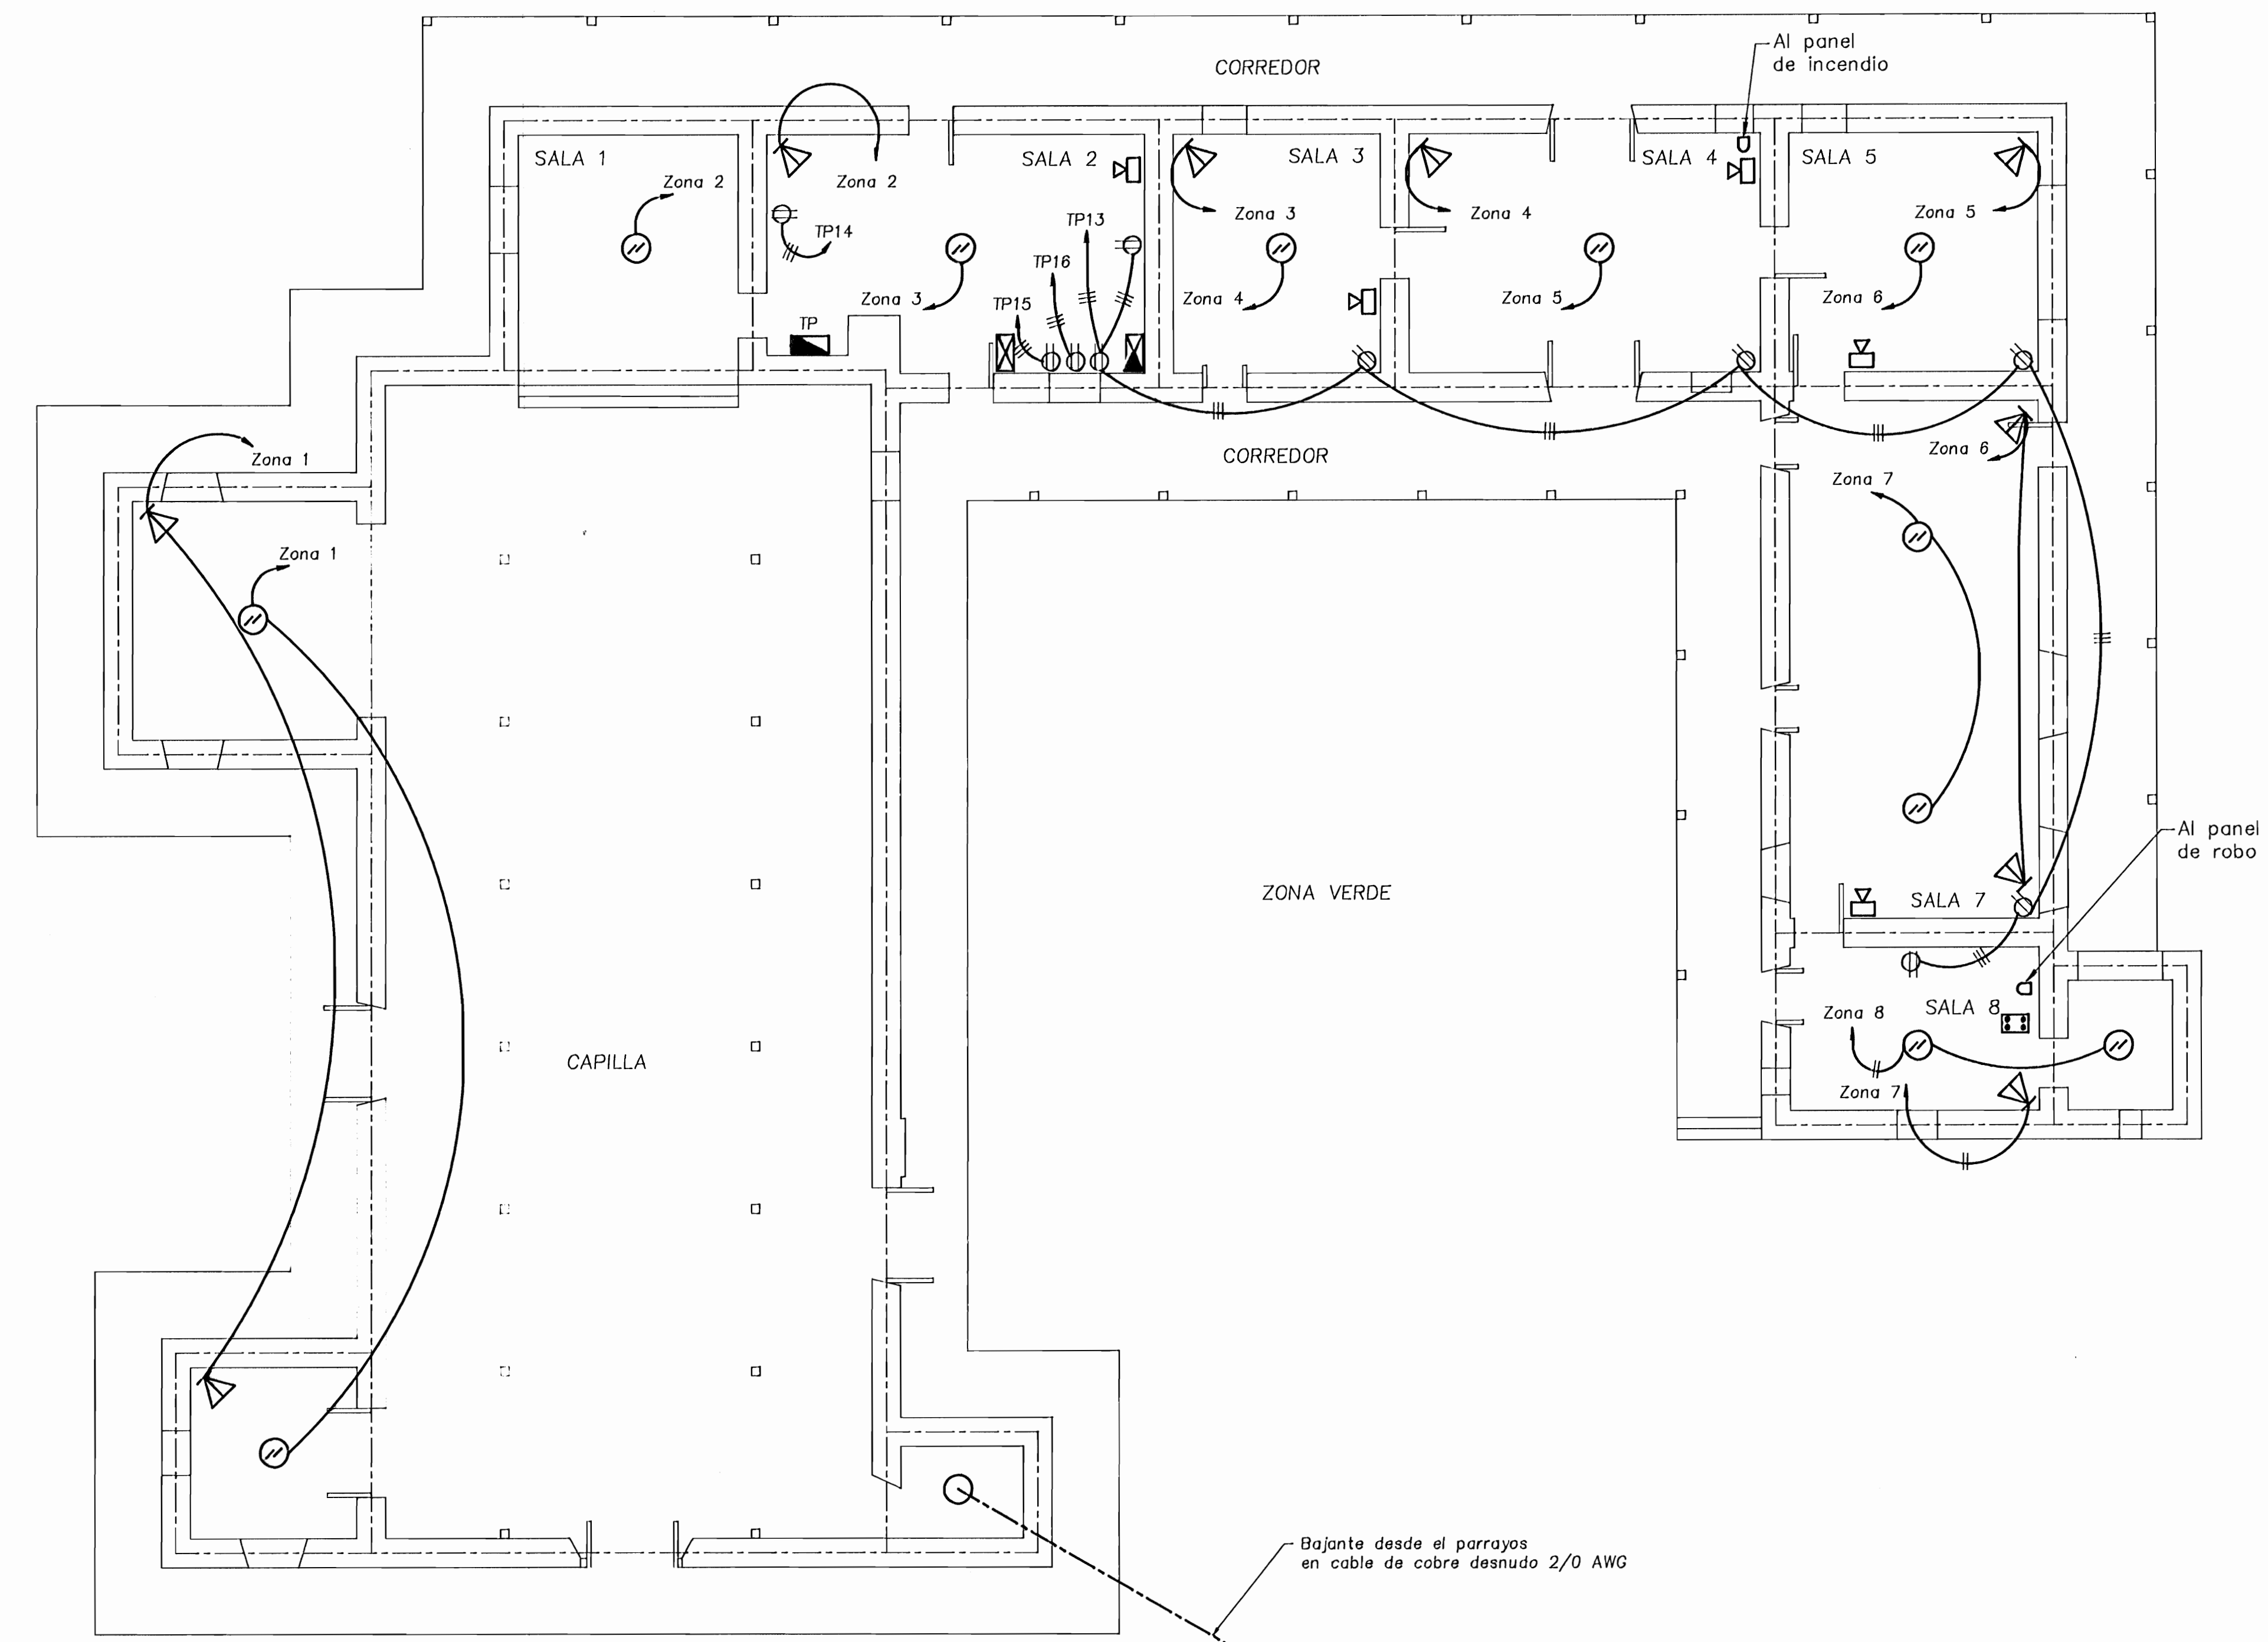 Al panel
de incendio
CORREDOR
SALA 1
SALA 2
SALA 3
SALA 4
SALA 5
Zona 2
Zona 2
Zona 3
Zona 4
Zona 5
TP13
TP14
TP16
Zona 3
TP15
Zona 4
Zona 5
Zona 6
TP
CORREDOR
Zona 6
Zona 1
Zona 7
Zona 1
Al panel
de robo
ZONA VERDE
SALA 7
SALA 8
Zona 8
CAPILLA
Zona 7
Bajante desde el parrayos
en cable de cobre desnudo 2/0 AWG